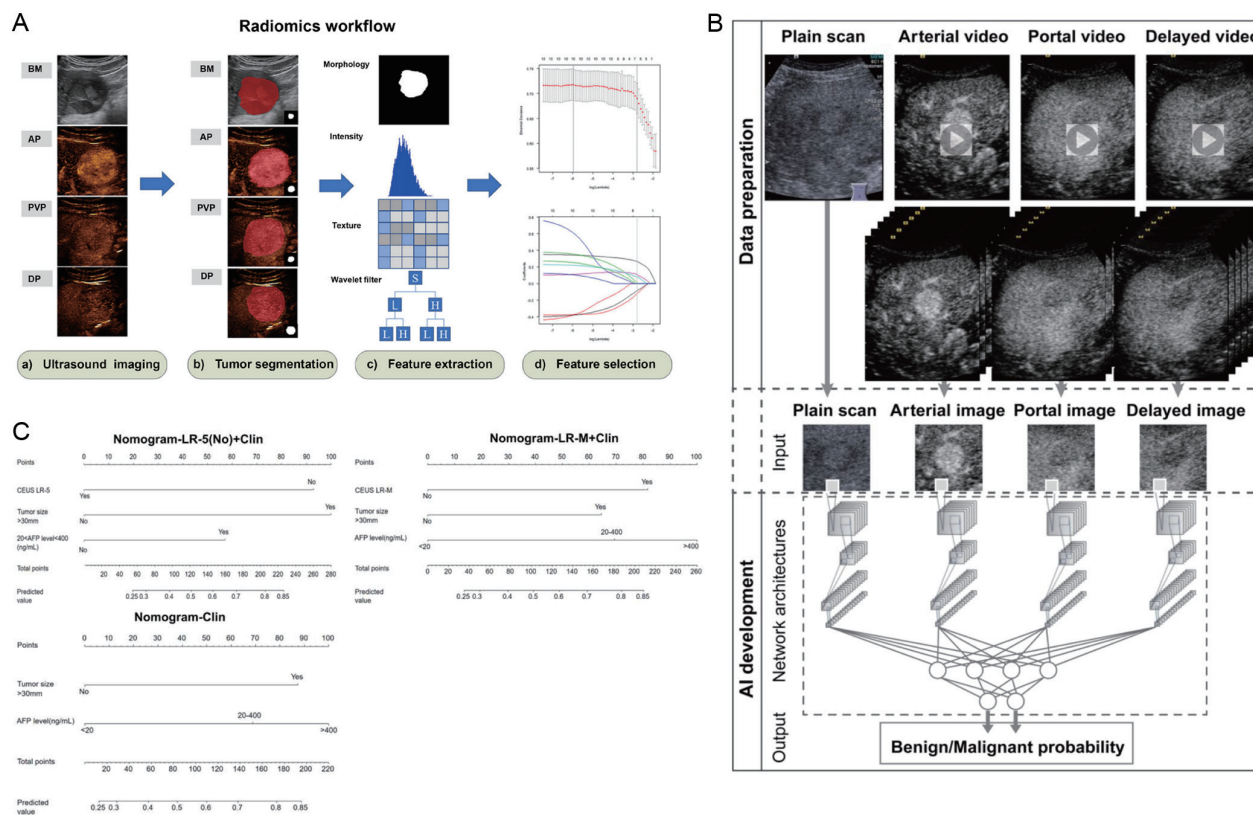 A
Radiomics workflow
BM
AP
PVP
DP
BM
AP
PVP
DP
Morphology
Intensity
Texture
Wavelet filter
S
L H
L H L H
log(Lambda)
Coefficients
log(Lambda)
a) Ultrasound imaging
b) Tumor segmentation
c) Feature extraction
d) Feature selection
B
Plain scan Arterial video Portal video Delayed video
Data preparation
Plain scan Arterial image Portal image Delayed image
Input
AI development
Network architectures
Output
Benign/Malignant probability
C
Nomogram-LR-5(No)+Clin
Points
0 10 20 30 40 50 60 70 80 90 100
CEUS LR-5
No
Yes
Tumor size
>30mm
Yes
No
20<AFP level<400
(ng/mL)
Yes
No
Total points
0 20 40 60 80 100 120 140 160 180 200 220 240 260 280
Predicted
value
0.25 0.3 0.4 0.5 0.6 0.7 0.8 0.85
Nomogram-LR-M+Clin
Points
0 10 20 30 40 50 60 70 80 90 100
CEUS LR-M
Yes
No
Tumor size
>30mm
Yes
No
AFP level(ng/mL)
20-400
<20
>400
Total points
0 20 40 60 80 100 120 140 160 180 200 220 240 260
Predicted
value
0.25 0.3 0.4 0.5 0.6 0.7 0.8 0.85
Nomogram-Clin
Points
0 10 20 30 40 50 60 70 80 90 100
Tumor size
>30mm
Yes
No
AFP level(ng/mL)
20-400
<20
>400
Total points
0 20 40 60 80 100 120 140 160 180 200 220
Predicted
value
0.25 0.3 0.4 0.5 0.6 0.7 0.8 0.85